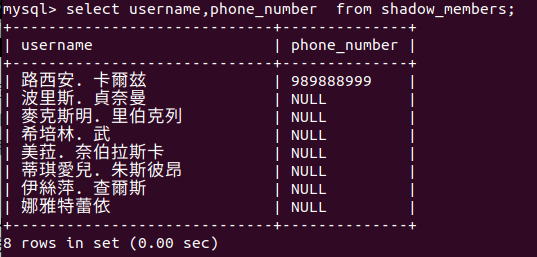 mysql> select username,phone_number  from shadow_members;
+----------------------------+--------------+
| username                   | phone_number |
+----------------------------+--------------+
| 路西安. 卡爾玆             | 989888999    |
| 波里斯. 貞奈曼             | NULL         |
| 麥克斯明. 里伯克列         | NULL         |
| 希培林. 武                 | NULL         |
| 美菈. 奈伯拉斯卡           | NULL         |
| 蒂琪愛兒. 朱斯彼昂         | NULL         |
| 伊絲萍. 查爾斯             | NULL         |
| 娜雅特蕾依                 | NULL         |
+----------------------------+--------------+
8 rows in set (0.00 sec)